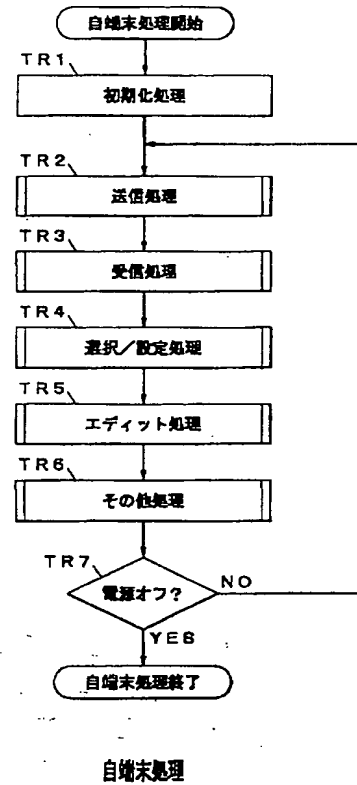 自端末処理開始
TR1
初期化処理
TR2
送信処理
TR3
受信処理
TR4
選択／設定処理
TR5
エディット処理
TR6
その他処理
TR7
電源オフ？
NO
YES
自端末処理終了
自端末処理